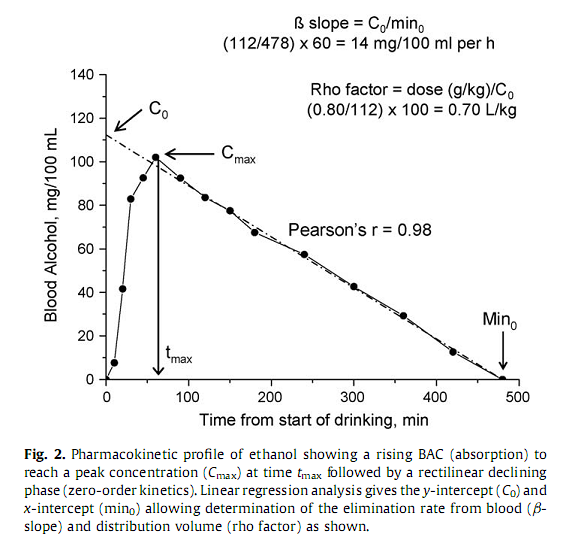 ß slope = C₀/min₀
(112/478) x 60 = 14 mg/100 ml per h
Rho factor = dose (g/kg)/C₀
(0.80/112) x 100 = 0.70 L/kg
C₀
Cmax
Pearson's r = 0.98
Min₀
tmax
Blood Alcohol, mg/100 mL
140
120
100
80
60
40
20
0
0 100 200 300 400 500
Time from start of drinking, min
Fig. 2. Pharmacokinetic profile of ethanol showing a rising BAC (absorption) to
reach a peak concentration (Cmax) at time tmax followed by a rectilinear declining
phase (zero-order kinetics). Linear regression analysis gives the y-intercept (C₀) and
x-intercept (min₀) allowing determination of the elimination rate from blood (β-
slope) and distribution volume (rho factor) as shown.